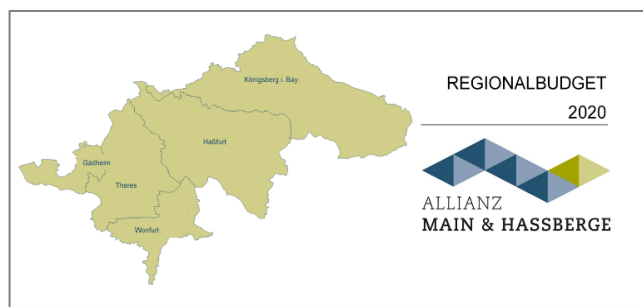 Königsberg i. Bay.
Haßfurt
Gädheim
Theres
Wonfurt
REGIONALBUDGET
2020
ALLIANZ
MAIN & HASSBERGE